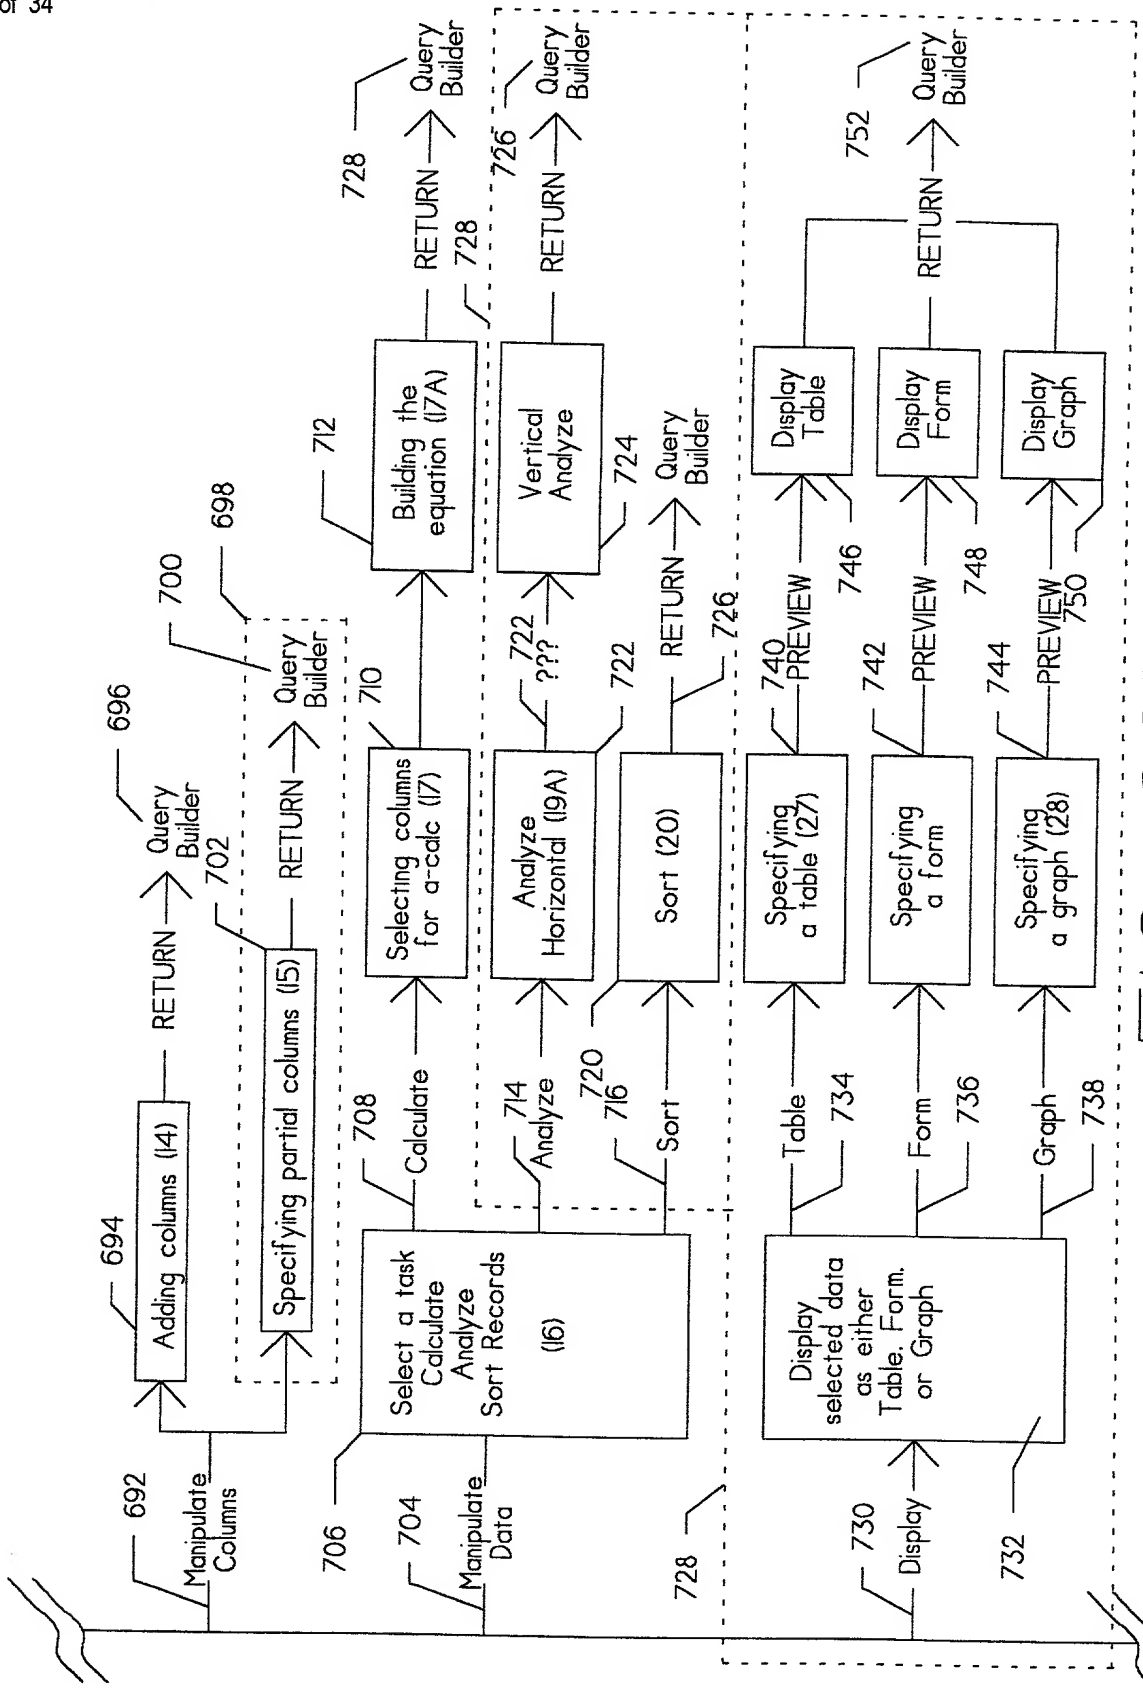 of 34
692
Manipulate
Columns
694
Adding columns (14)
RETURN
696
Query
Builder
702
Specifying partial columns (15)
RETURN
700
698
Query
Builder
704
Manipulate
Data
706
Select a task
Calculate
Analyze
Sort Records
(16)
708
Calculate
710
Selecting columns
for a-calc (17)
712
Building the
equation (17A)
RETURN
728
Query
Builder
728
714
Analyze
Analyze
Horizontal (19A)
722
???
722
Vertical
Analyze
724
RETURN
726
Query
Builder
716
720
Sort
Sort (20)
RETURN
726
Query
Builder
728
730
Display
732
Display
selected data
as either
Table. Form.
or Graph
Table
734
Specifying
a table (27)
740
PREVIEW
746
Display
Table
Form
736
Specifying
a form
742
PREVIEW
748
Display
Form
Graph
738
Specifying
a graph (28)
744
PREVIEW
750
Display
Graph
RETURN
752
Query
Builder